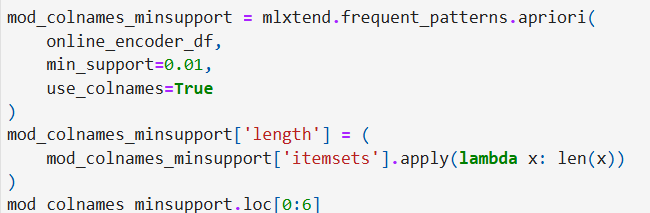 mod_colnames_minsupport = mlxtend.frequent_patterns.apriori(
    online_encoder_df,
    min_support=0.01,
    use_colnames=True
)
mod_colnames_minsupport['length'] = (
    mod_colnames_minsupport['itemsets'].apply(lambda x: len(x))
)
mod_colnames_minsupport.loc[0:6]